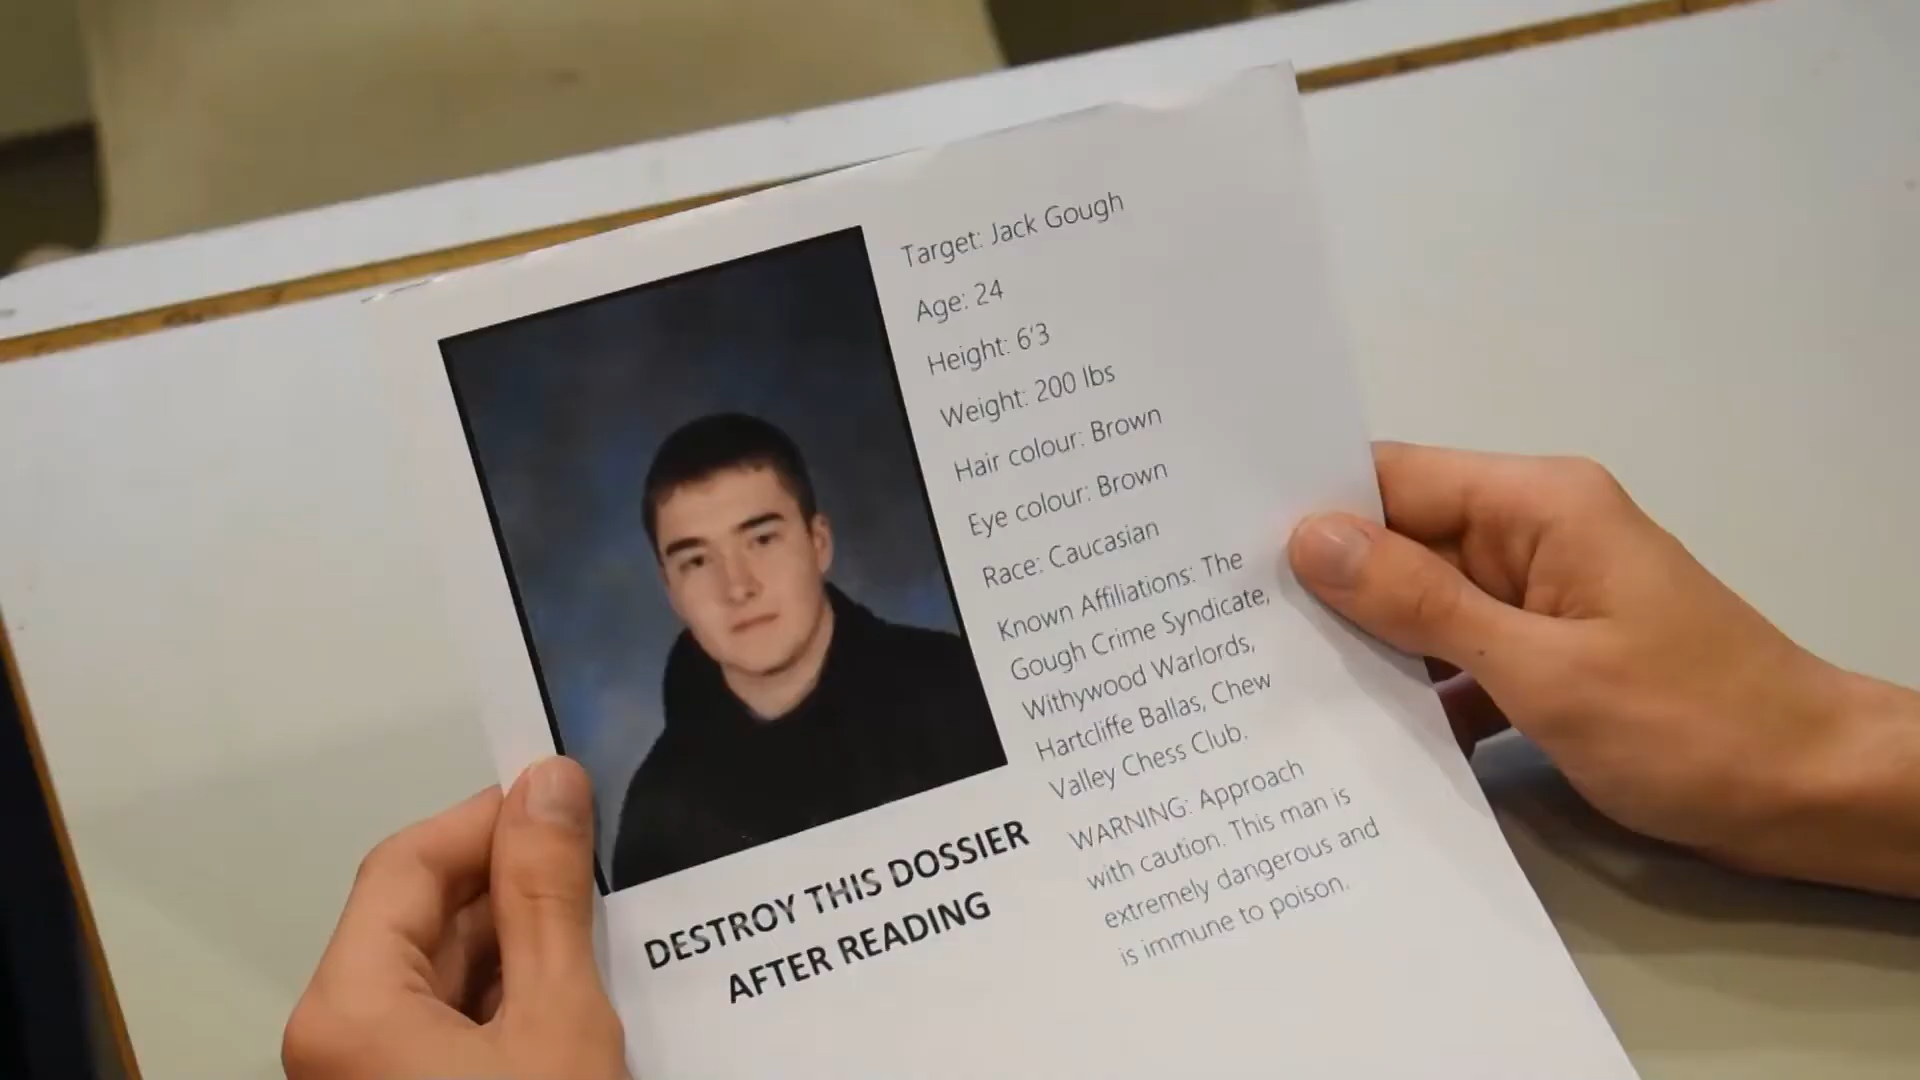 Target: Jack Gough
Age: 24
Height: 6'3
Weight: 200 lbs
Hair colour: Brown
Eye colour: Brown
Race: Caucasian
Known Affiliations: The
Gough Crime Syndicate,
Withywood Warlords,
Hartcliffe Ballas, Chew
Valley Chess Club.
WARNING: Approach
with caution. This man is
extremely dangerous and
is immune to poison.
DESTROY THIS DOSSIER
AFTER READING